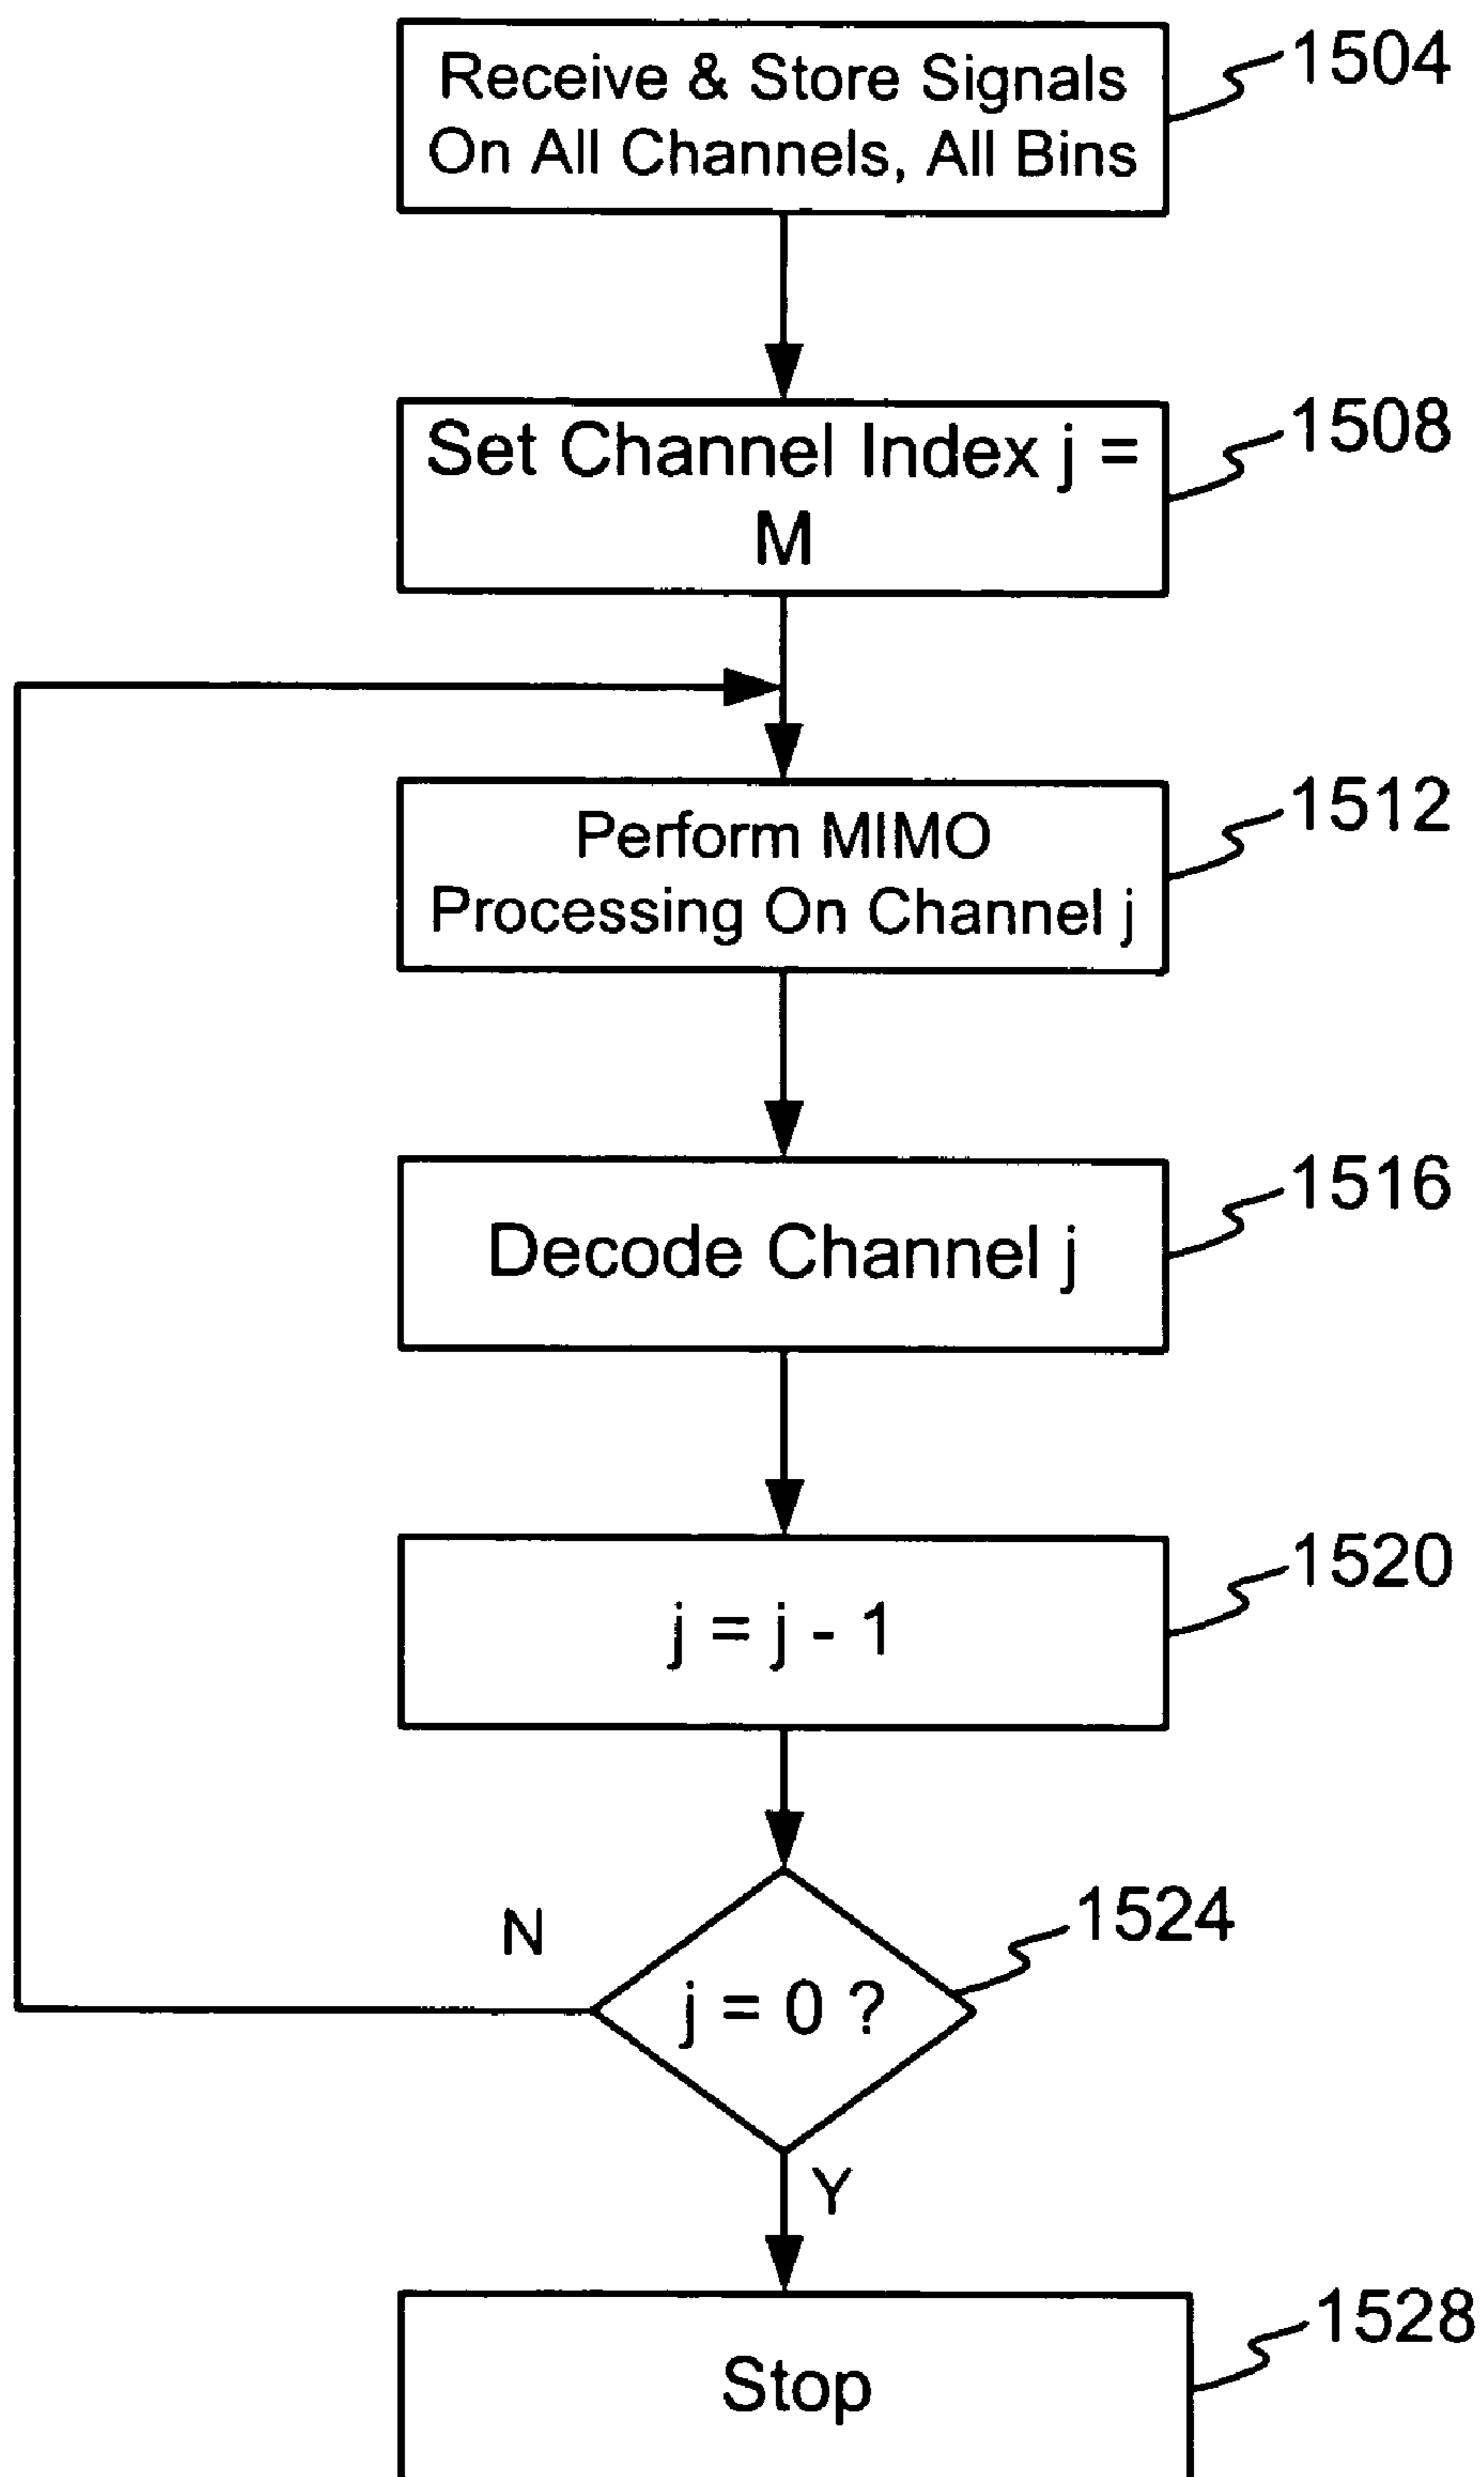 Receive & Store Signals
On All Channels, All Bins
1504
Set Channel Index j =
M
1508
Perform MIMO
Processing On Channel j
1512
Decode Channel j
1516
j = j - 1
1520
N
j = 0 ?
1524
Y
Stop
1528